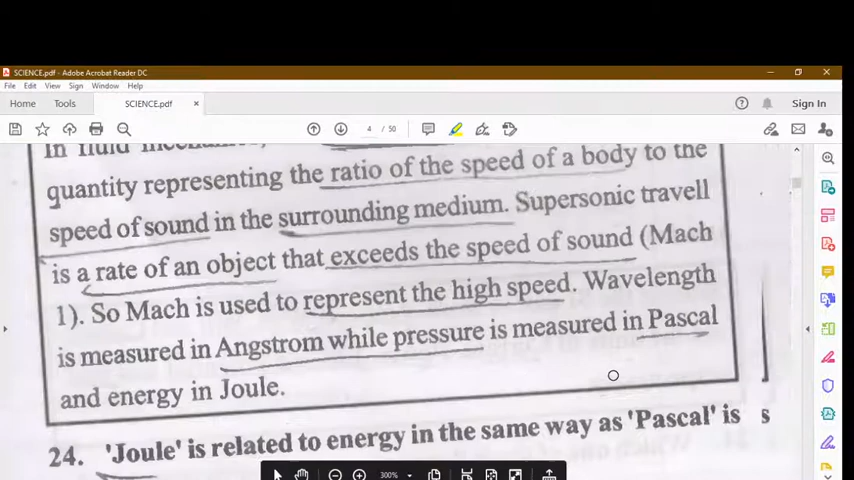 SCIENCE.pdf - Adobe Acrobat Reader DC
File Edit View Sign Window Help
Home Tools SCIENCE.pdf × Sign In
4 / 50
In fluid
quantity representing the ratio of the speed of a body to the
speed of sound in the surrounding medium. Supersonic travell
is a rate of an object that exceeds the speed of sound (Mach
1). So Mach is used to represent the high speed. Wavelength
is measured in Angstrom while pressure is measured in Pascal
and energy in Joule.
24. 'Joule' is related to energy in the same way as 'Pascal' is s
300%